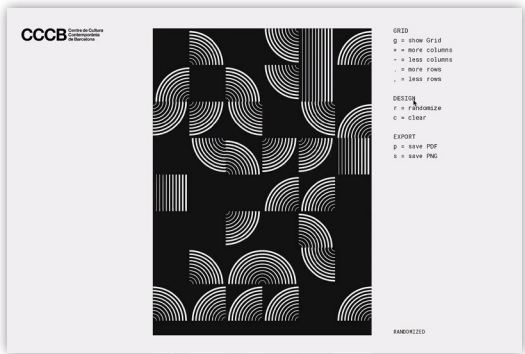 CCCB
Centre de Cultura
Contemporània
de Barcelona
GRID
g = show Grid
+ = more columns
- = less columns
. = more rows
, = less rows
DESIGN
r = randomize
c = clear
EXPORT
p = save PDF
s = save PNG
RANDOMIZED